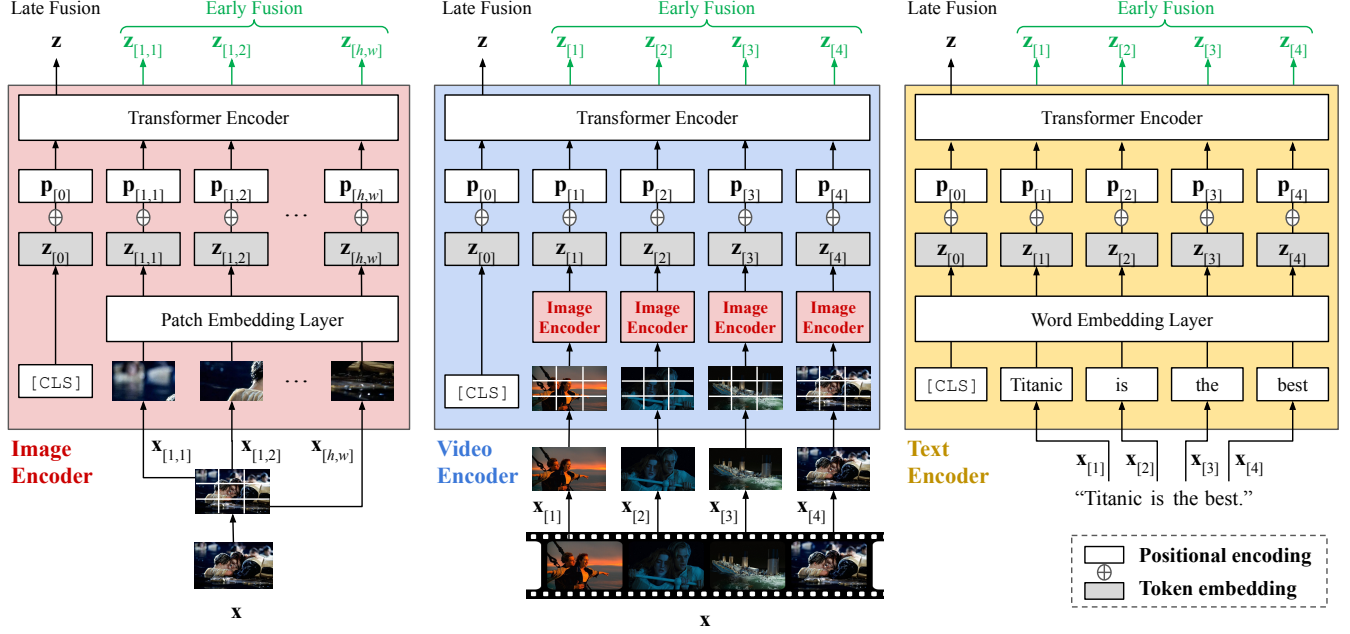 Late Fusion
Early Fusion
z
z[1,1]
z[1,2]
z[h,w]
Transformer Encoder
p[0]
p[1,1]
p[1,2]
p[h,w]
⊕ ⊕ ⊕ ... ⊕
z[0]
z[1,1]
z[1,2]
z[h,w]
Patch Embedding Layer
[CLS]
...
Image
Encoder
x[1,1]
x[1,2]
x[h,w]
x
Late Fusion
Early Fusion
z
z[1]
z[2]
z[3]
z[4]
Transformer Encoder
p[0]
p[1]
p[2]
p[3]
p[4]
⊕ ⊕ ⊕ ⊕ ⊕
z[0]
z[1]
z[2]
z[3]
z[4]
Image
Encoder
Image
Encoder
Image
Encoder
Image
Encoder
[CLS]
Video
Encoder
x[1]
x[2]
x[3]
x[4]
x
Late Fusion
Early Fusion
z
z[1]
z[2]
z[3]
z[4]
Transformer Encoder
p[0]
p[1]
p[2]
p[3]
p[4]
⊕ ⊕ ⊕ ⊕ ⊕
z[0]
z[1]
z[2]
z[3]
z[4]
Word Embedding Layer
[CLS]
Titanic
is
the
best
Text
Encoder
x[1]
x[2]
x[3]
x[4]
“Titanic is the best.”
Positional encoding
⊕
Token embedding